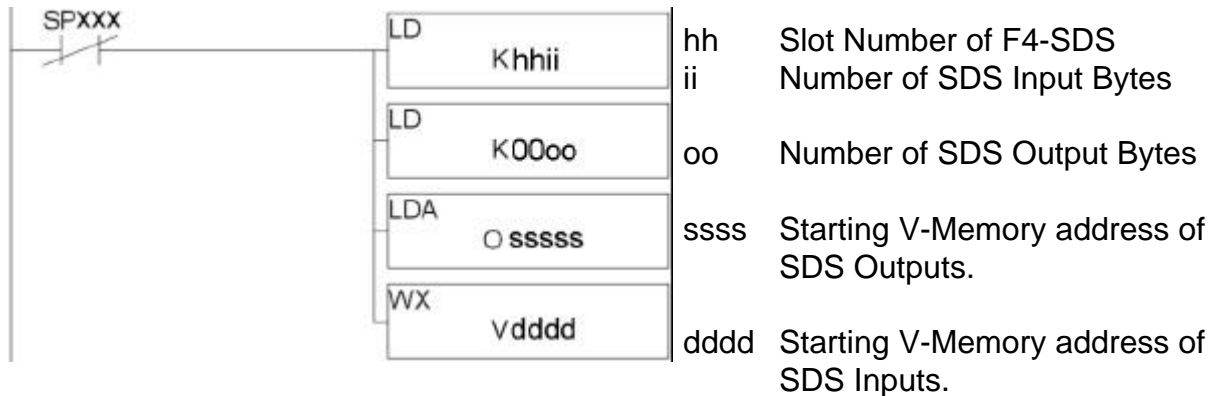 SPXXX
LD
Khhii
hh Slot Number of F4-SDS
ii Number of SDS Input Bytes
LD
K00oo
oo Number of SDS Output Bytes
LDA
O sssss
ssss Starting V-Memory address of
SDS Outputs.
WX
Vdddd
dddd Starting V-Memory address of
SDS Inputs.